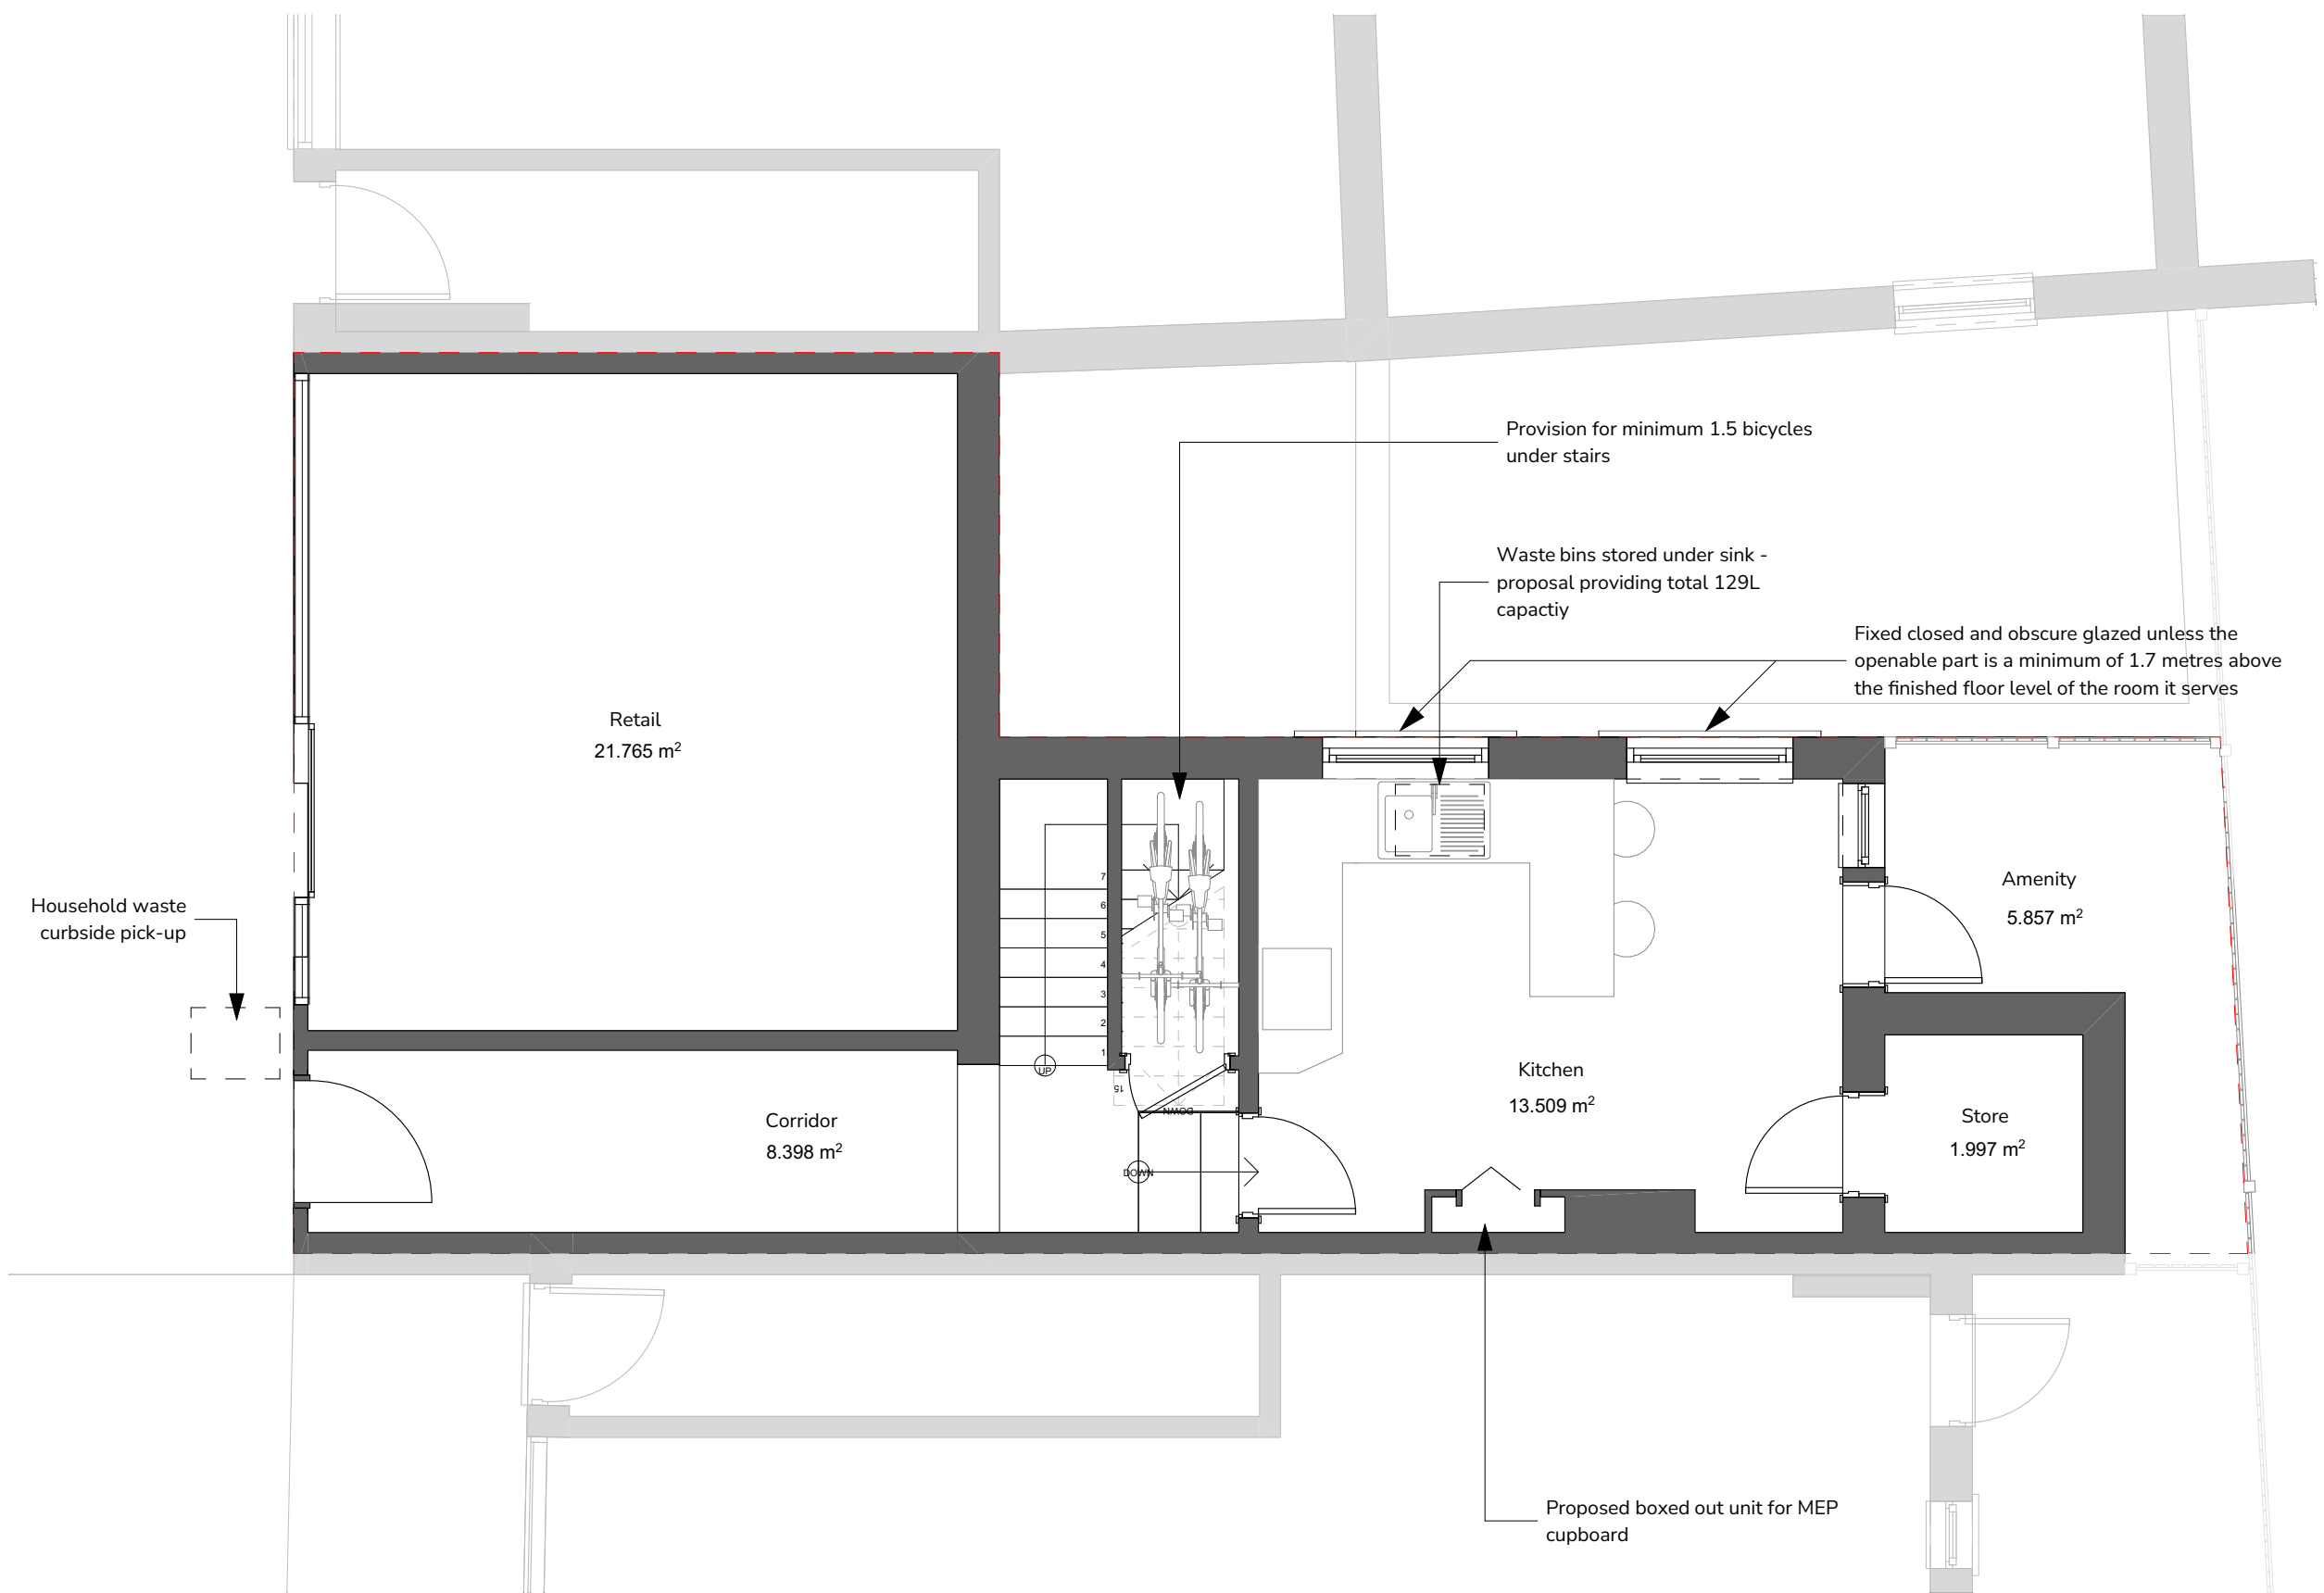 Provision for minimum 1.5 bicycles
under stairs
Waste bins stored under sink -
proposal providing total 129L
capactiy
Fixed closed and obscure glazed unless the
openable part is a minimum of 1.7 metres above
the finished floor level of the room it serves
Retail
21.765 m²
Household waste
curbside pick-up
Amenity
5.857 m²
7
6
5
4
3
2
1
UP
15
DOWN
DOWN
Corridor
8.398 m²
Kitchen
13.509 m²
Store
1.997 m²
Proposed boxed out unit for MEP
cupboard